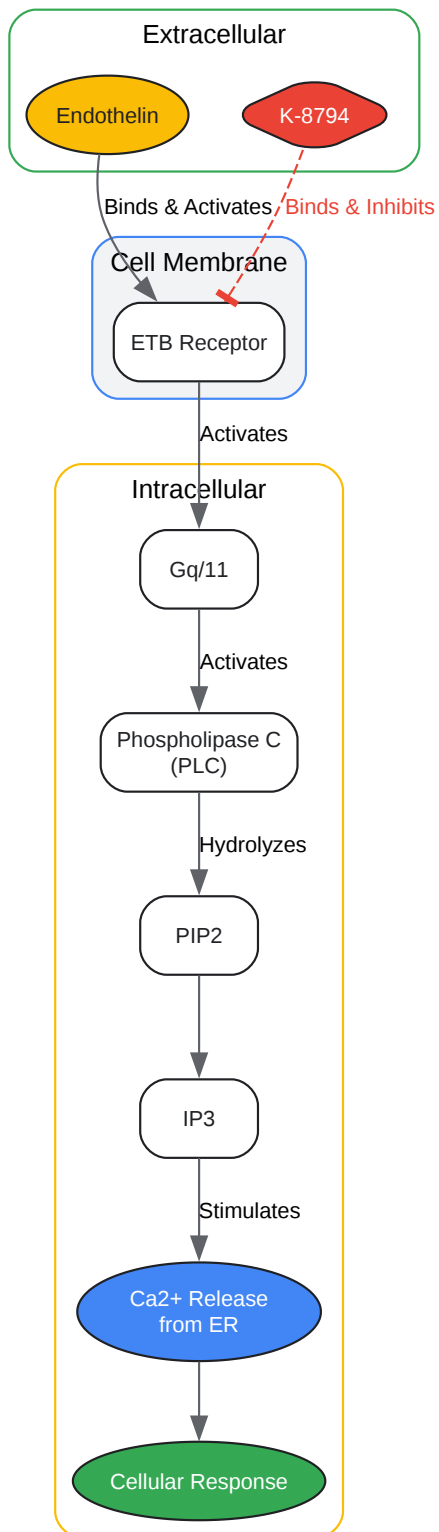 Extracellular
Endothelin
K-8794
Binds & Activates
Binds & Inhibits
Cell Membrane
ETB Receptor
Activates
Intracellular
Gq/11
Activates
Phospholipase C
(PLC)
Hydrolyzes
PIP2
IP3
Stimulates
Ca2+ Release
from ER
Cellular Response